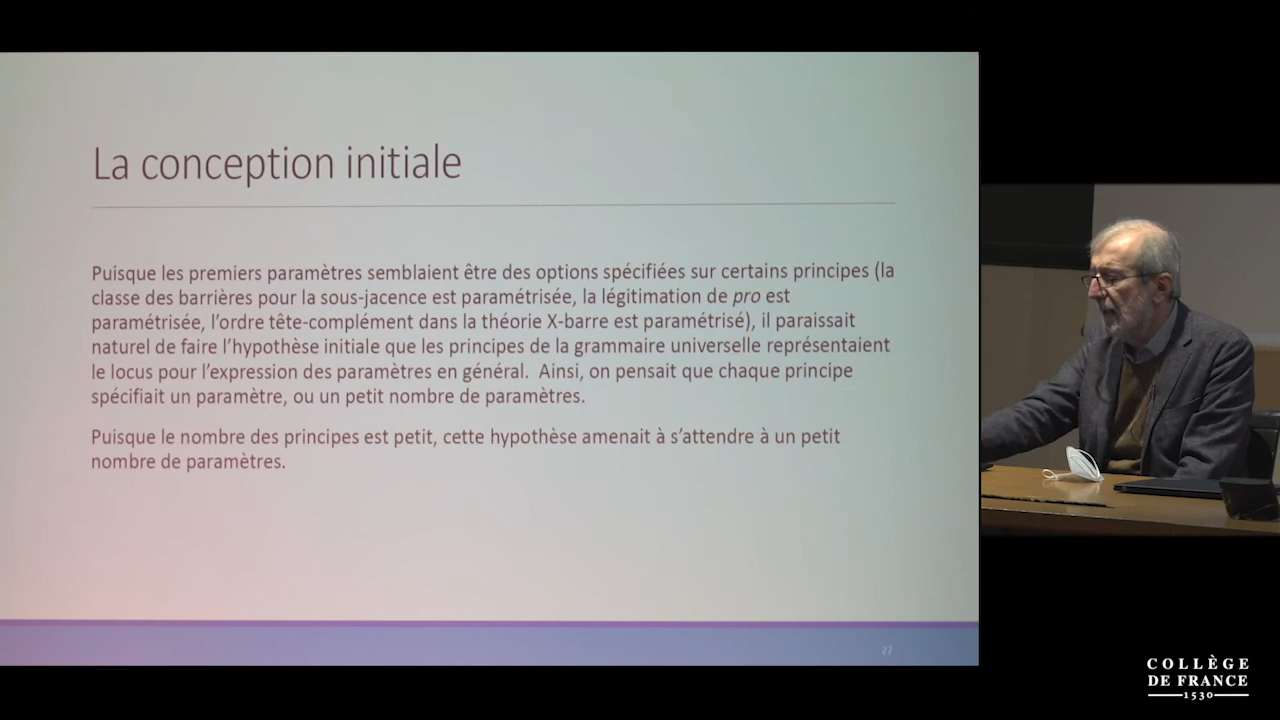 La conception initiale
Puisque les premiers paramètres semblaient être des options spécifiées sur certains principes (la
classe des barrières pour la sous-jacence est paramétrisée, la légitimation de pro est
paramétrisée, l'ordre tête-complément dans la théorie X-barre est paramétrisé), il paraissait
naturel de faire l'hypothèse initiale que les principes de la grammaire universelle représentaient
le locus pour l'expression des paramètres en général. Ainsi, on pensait que chaque principe
spécifiait un paramètre, ou un petit nombre de paramètres.
Puisque le nombre des principes est petit, cette hypothèse amenait à s'attendre à un petit
nombre de paramètres.
27
COLLÈGE
DE FRANCE
1530